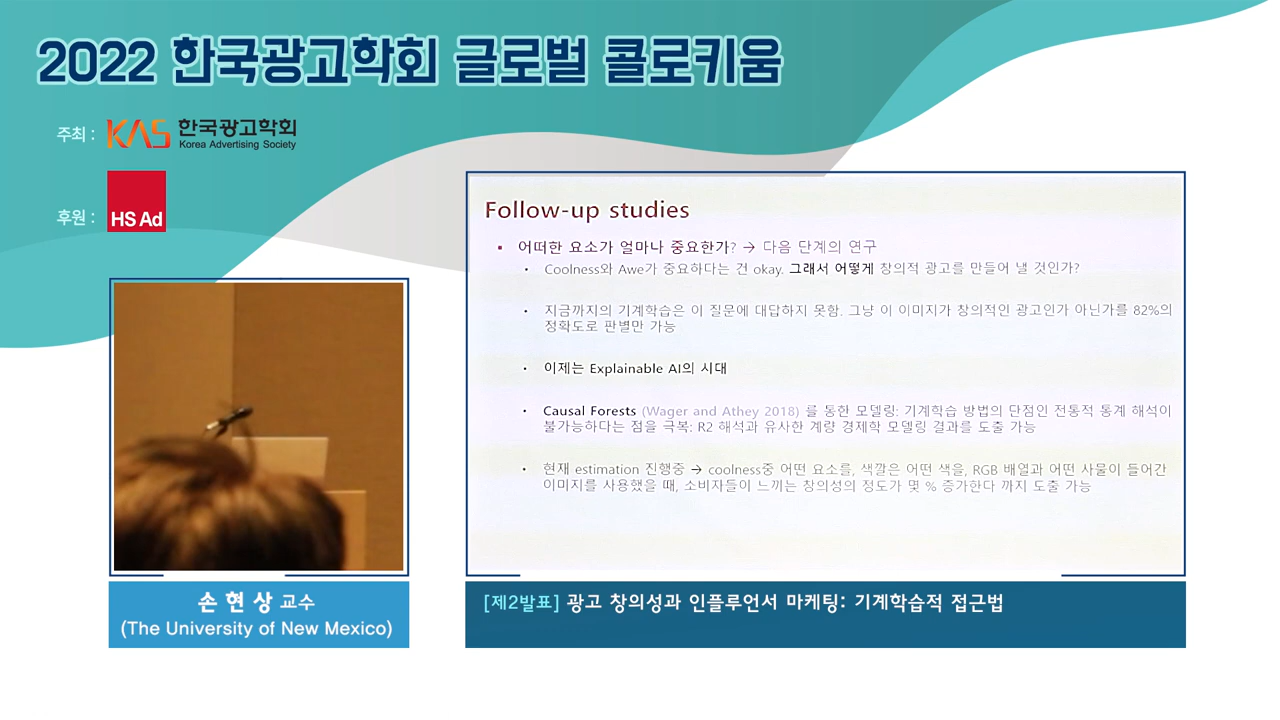 2022 한국광고학회 글로벌 콜로키움
주최 : KAS 한국광고학회
Korea Advertising Society
후원 : HS Ad
Follow-up studies
• 어떠한 요소가 얼마나 중요한가? → 다음 단계의 연구
• Coolness와 Awe가 중요하다는 건 okay. 그래서 어떻게 창의적 광고를 만들어 낼 것인가?
• 지금까지의 기계학습은 이 질문에 대답하지 못함. 그냥 이 이미지가 창의적인 광고인가 아닌가를 82%의
정확도로 판별만 가능
• 이제는 Explainable AI의 시대
• Causal Forests (Wager and Athey 2018) 를 통한 모델링: 기계학습 방법의 단점인 전통적 통계 해석이
불가능하다는 점을 극복: R2 해석과 유사한 계량 경제학 모델링 결과를 도출 가능
• 현재 estimation 진행중 → coolness중 어떤 요소를, 색깔은 어떤 색을, RGB 배열과 어떤 사물이 들어간
이미지를 사용했을 때, 소비자들이 느끼는 창의성의 정도가 몇 % 증가한다 까지 도출 가능
손 현 상 교수
(The University of New Mexico)
[제2발표] 광고 창의성과 인플루언서 마케팅: 기계학습적 접근법